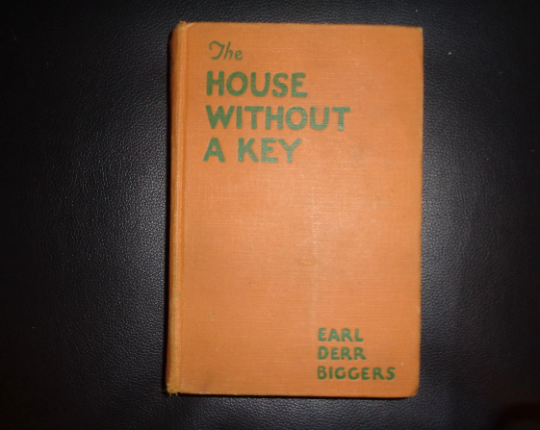 The
HOUSE
WITHOUT
A KEY
EARL
DERR
BIGGERS